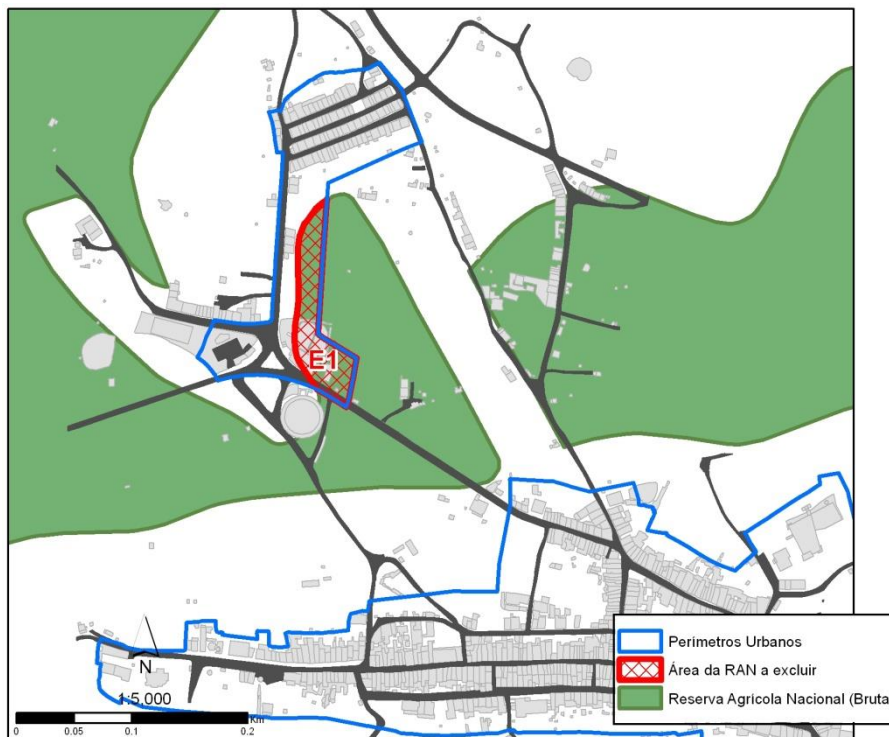 E1
N
1:5,000
Km
0 0.05 0.1 0.2
Perímetros Urbanos
Área da RAN a excluir
Reserva Agrícola Nacional (Bruta